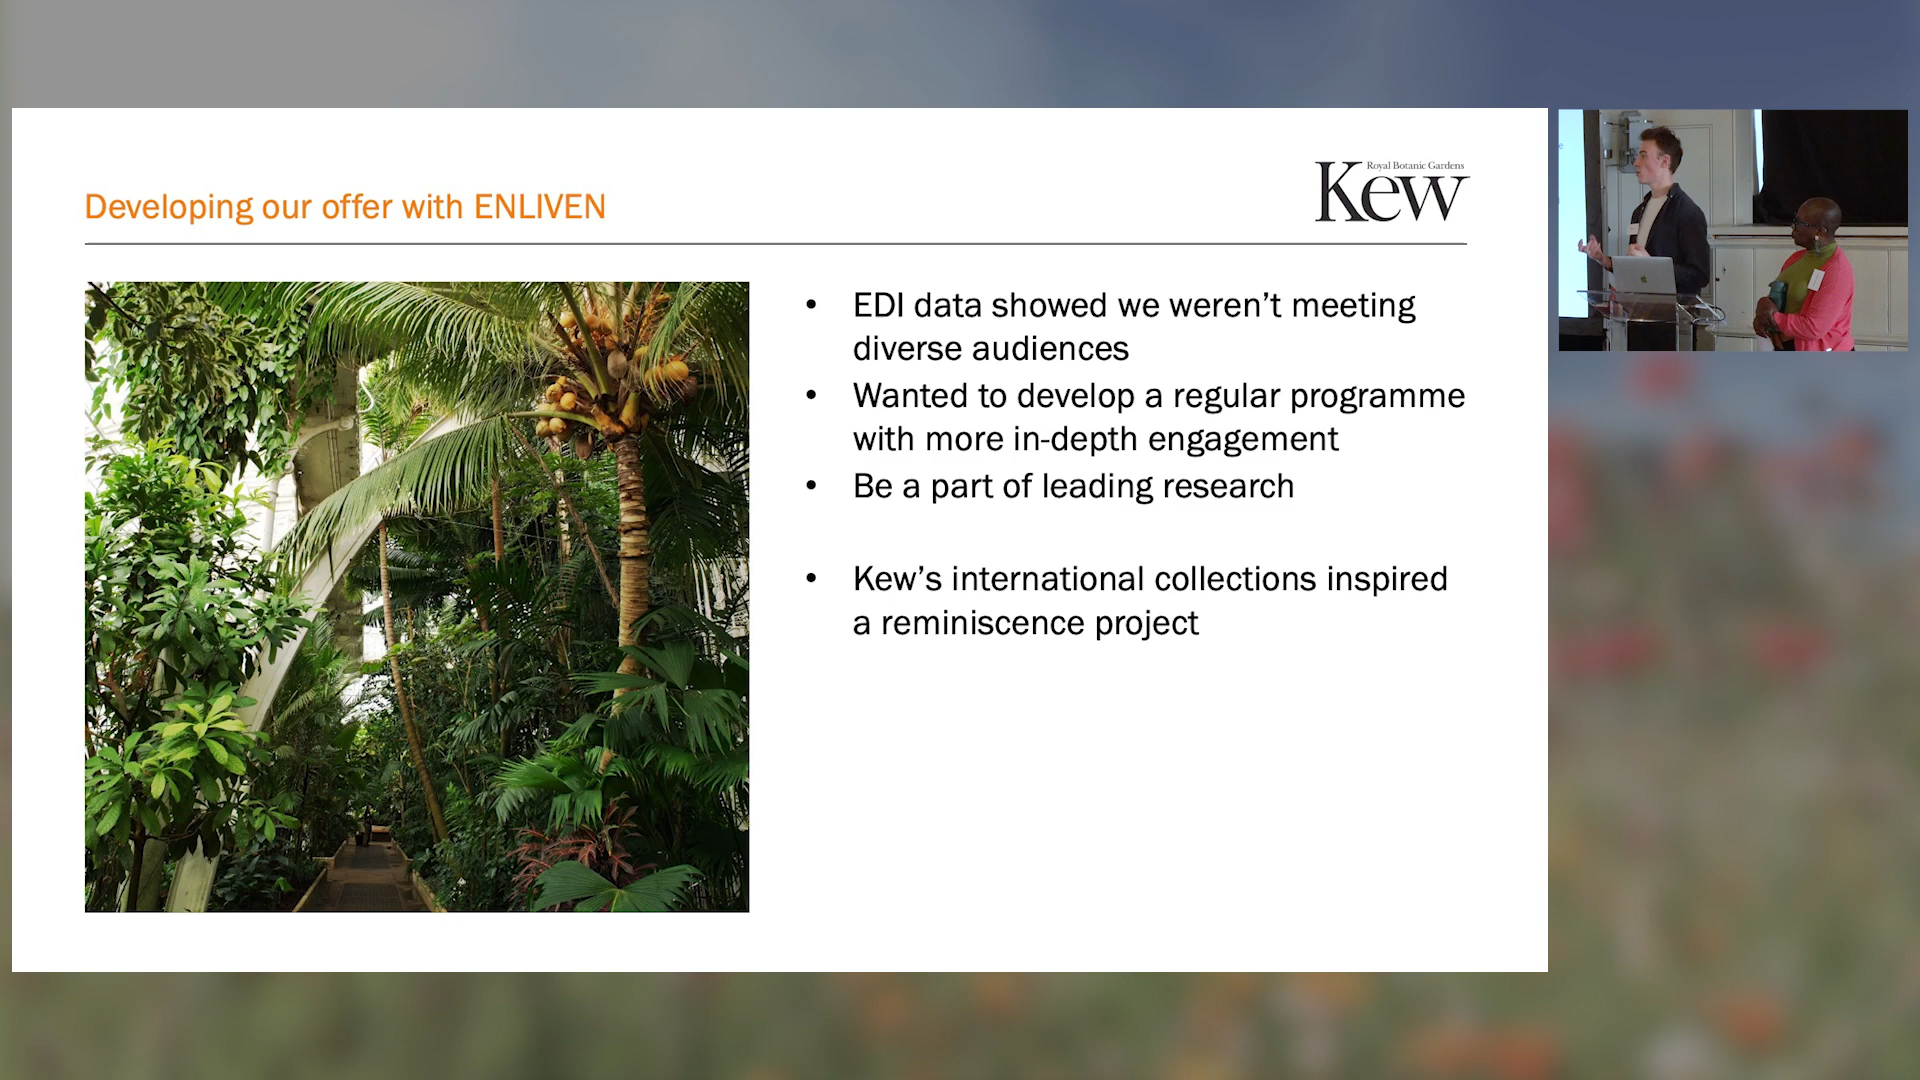 Developing our offer with ENLIVEN
Royal Botanic Gardens
Kew
• EDI data showed we weren’t meeting
diverse audiences
• Wanted to develop a regular programme
with more in-depth engagement
• Be a part of leading research
• Kew’s international collections inspired
a reminiscence project